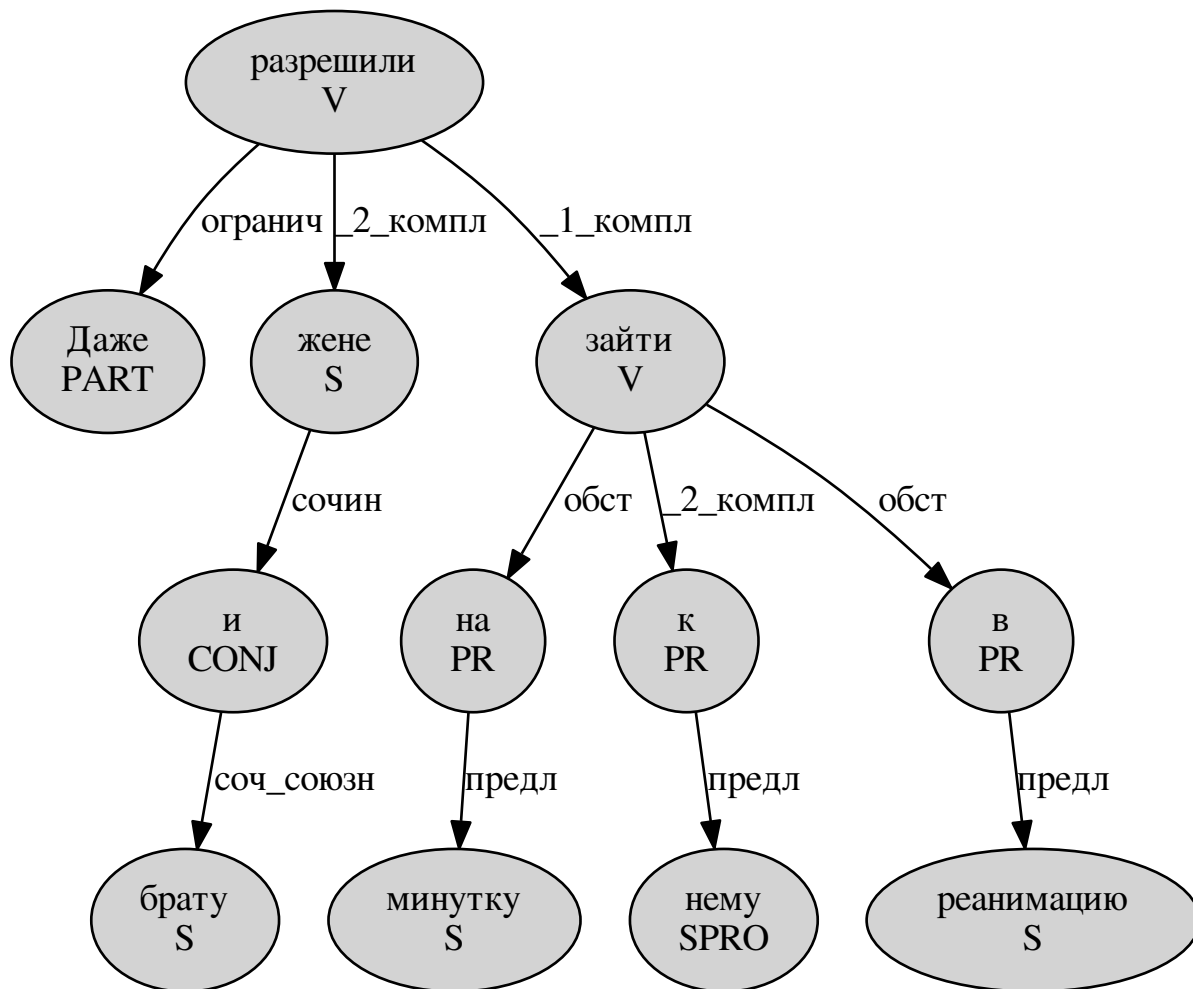 разрешили
V
огранич
_2_компл
_1_компл
Даже
PART
жене
S
зайти
V
сочин
обст
_2_компл
обст
и
CONJ
на
PR
к
PR
в
PR
соч_союзн
предл
предл
предл
брату
S
минутку
S
нему
SPRO
реанимацию
S